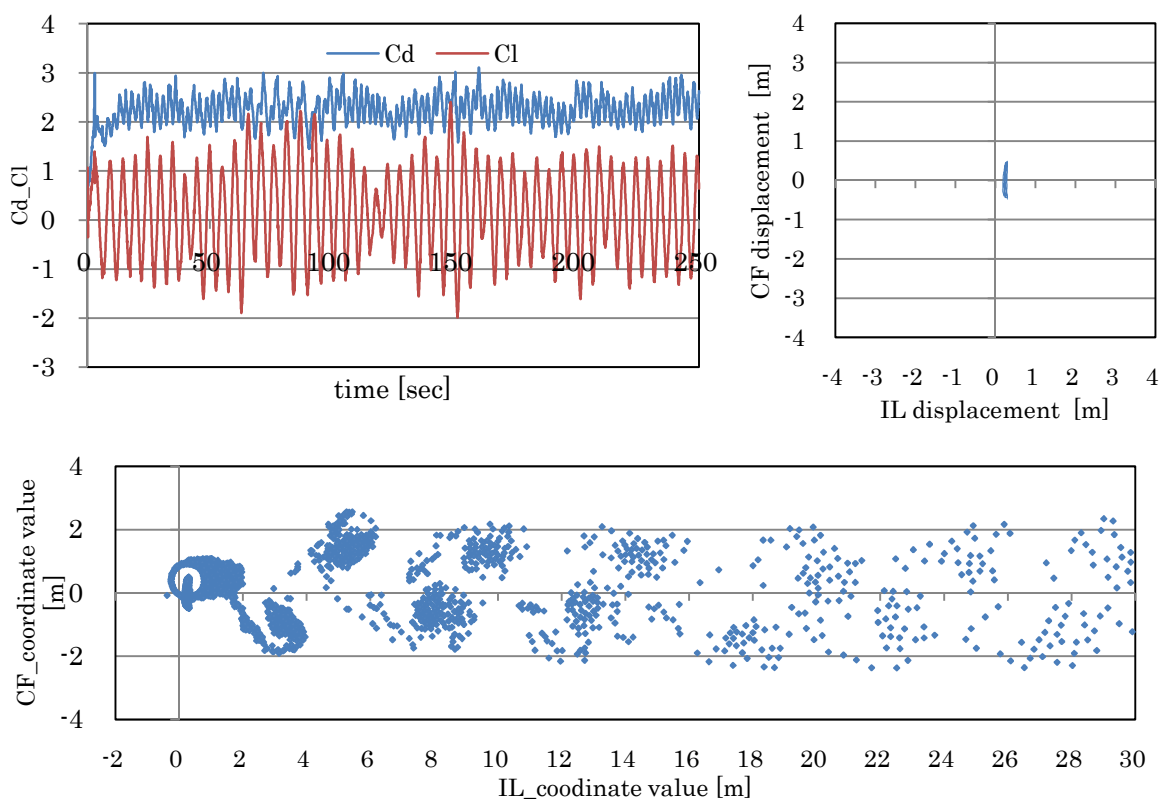 4
3
2
1
0
-1
-2
-3
Cd_Cl
Cd Cl
0 50 100 150 200 250
time [sec]
4
3
2
1
0
-1
-2
-3
-4
CF displacement [m]
-4 -3 -2 -1 0 1 2 3 4
IL displacement [m]
4
2
0
-2
-4
CF_coordinate value
[m]
-2 0 2 4 6 8 10 12 14 16 18 20 22 24 26 28 30
IL_coodinate value [m]